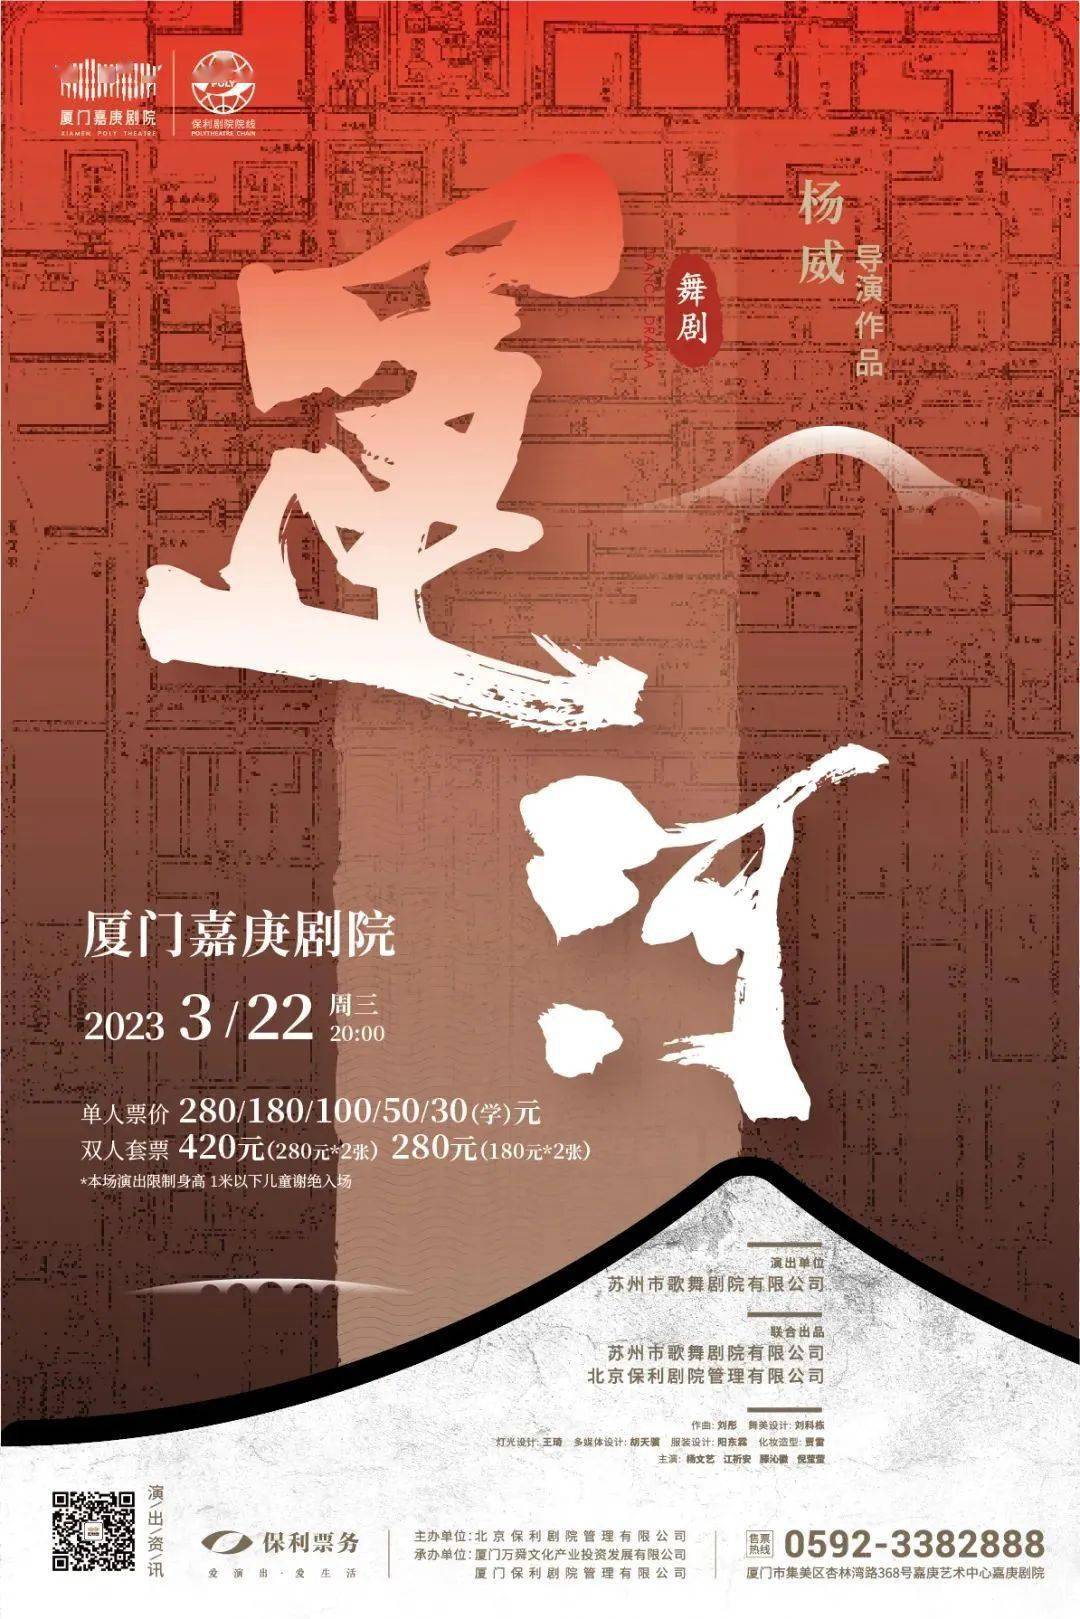 厦门嘉庚剧院
XIAMEN POLY THEATRE
POLY
保利剧院院线
POLYTHEATRE CHAIN
杨威
导演作品
舞剧
DANCE DRAMA
运河
厦门嘉庚剧院
2023 3/22 周三
20:00
单人票价 280/180/100/50/30(学)元
双人套票 420元(280元*2张) 280元(180元*2张)
*本场演出限制身高 1米以下儿童谢绝入场
演出单位
苏州市歌舞剧院有限公司
联合出品
苏州市歌舞剧院有限公司
北京保利剧院管理有限公司
作曲: 刘彤 舞美设计: 刘科栋
灯光设计: 王琦 多媒体设计: 胡天骥 服装设计: 阳东霖 化妆造型: 贾雷
主演: 杨文艺 江祈安 滕沁徽 倪莹莹
演/出/资/讯
保利票务
爱演出·爱生活
主办单位: 北京保利剧院管理有限公司
承办单位: 厦门万舜文化产业投资发展有限公司
厦门保利剧院管理有限公司
售票热线 0592-3382888
厦门市集美区杏林湾路368号嘉庚艺术中心嘉庚剧院